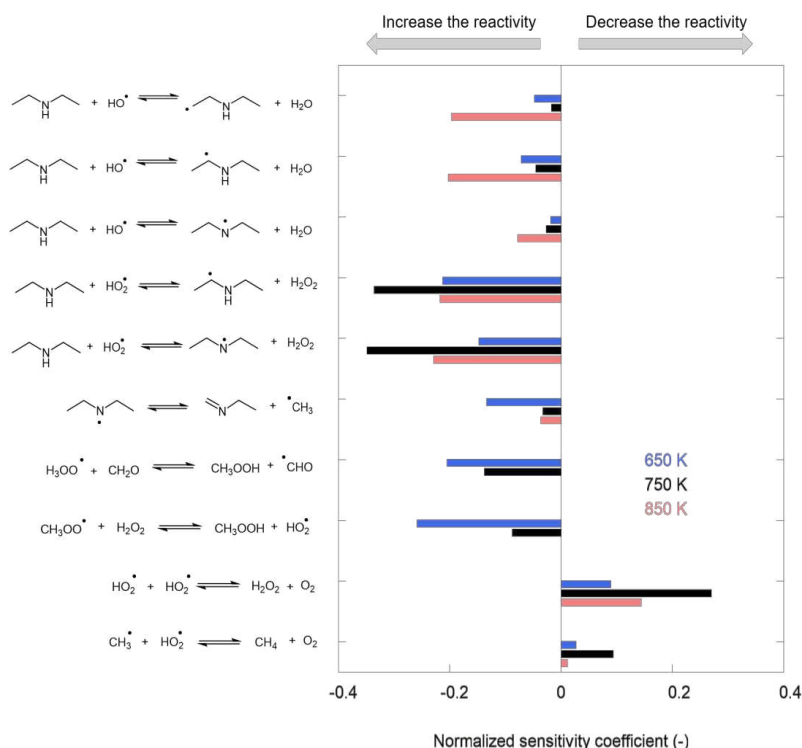 Increase the reactivity Decrease the reactivity
N H + HO• ⇌ • N H + H₂O
N H + HO• ⇌ • N H + H₂O
N H + HO• ⇌ N• + H₂O
N H + HO₂• ⇌ • N H + H₂O₂
N H + HO₂• ⇌ N• + H₂O₂
N • ⇌ N + •CH₃
H₃OO• + CH₂O ⇌ CH₃OOH + •CHO
CH₃OO• + H₂O₂ ⇌ CH₃OOH + HO₂•
HO₂• + HO₂• ⇌ H₂O₂ + O₂
CH₃• + HO₂• ⇌ CH₄ + O₂
650 K
750 K
850 K
-0.4 -0.2 0 0.2 0.4
Normalized sensitivity coefficient (-)